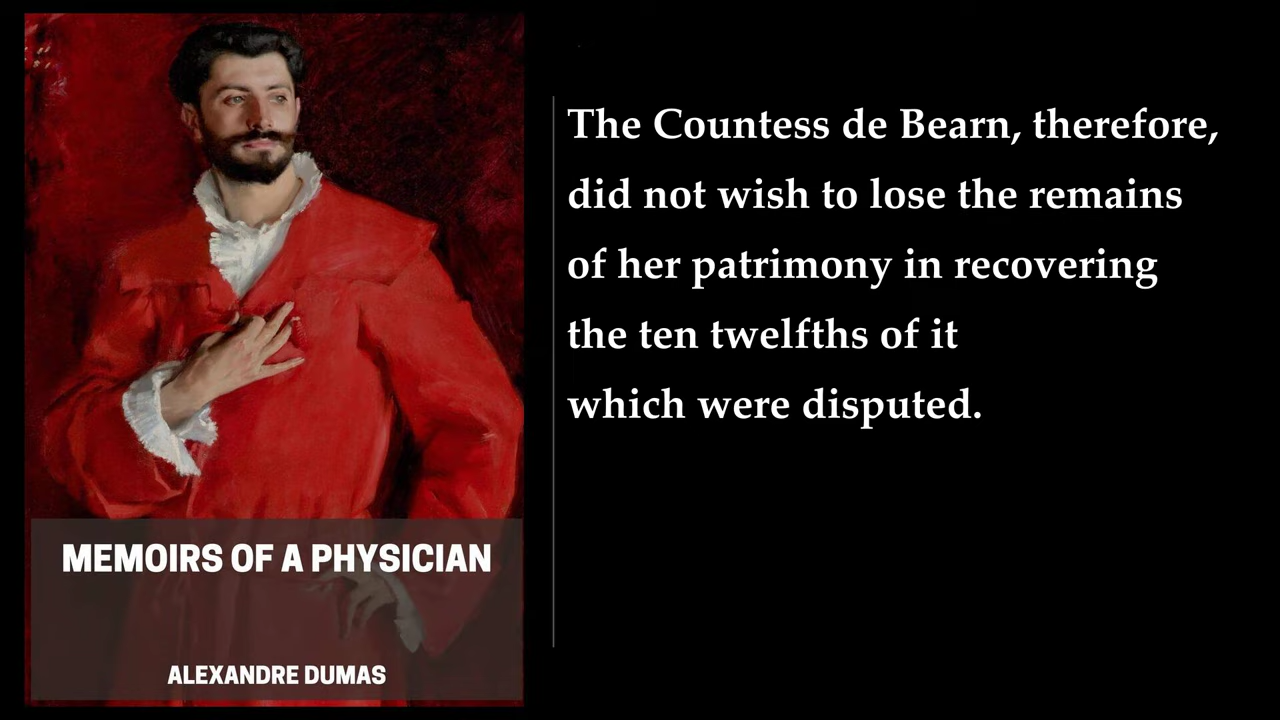 The Countess de Bearn, therefore,
did not wish to lose the remains
of her patrimony in recovering
the ten twelfths of it
which were disputed.
MEMOIRS OF A PHYSICIAN
ALEXANDRE DUMAS